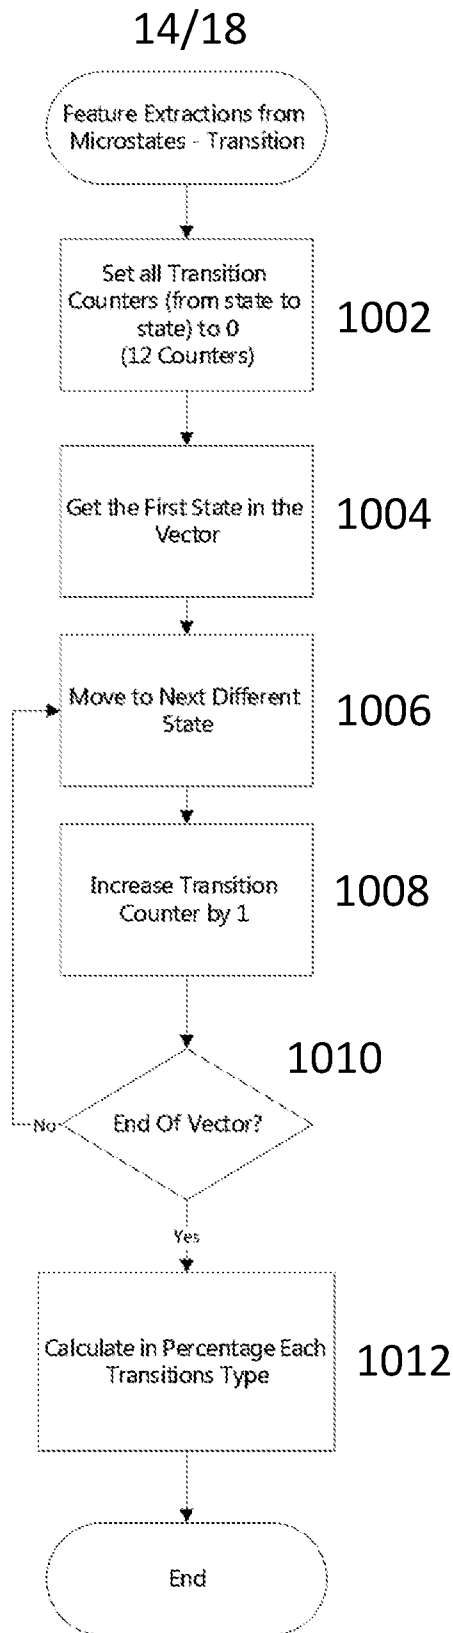 14/18
Feature Extractions from
Microstates - Transition
Set all Transition
Counters (from state to
state) to 0
(12 Counters)
1002
Get the First State in the
Vector
1004
Move to Next Different
State
1006
Increase Transition
Counter by 1
1008
1010
End Of Vector?
No
Yes
Calculate in Percentage Each
Transitions Type
1012
End